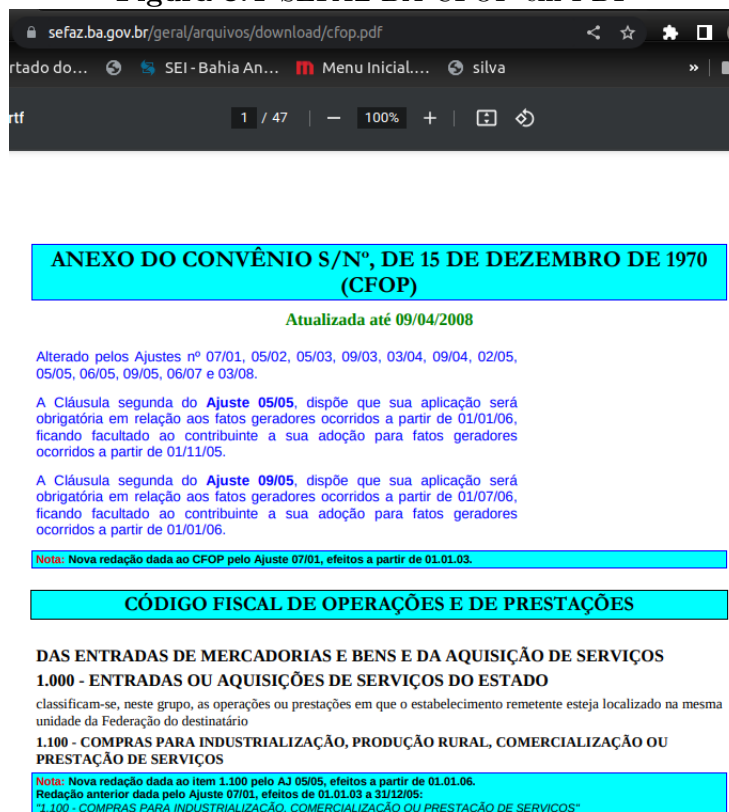 sefaz.ba.gov.br/geral/arquivos/download/cfop.pdf
rtado do... SEI - Bahia An... Menu Inicial.... silva »
rtf 1 / 47 | — 100% + |
ANEXO DO CONVÊNIO S/Nº, DE 15 DE DEZEMBRO DE 1970
(CFOP)
Atualizada até 09/04/2008
Alterado pelos Ajustes nº 07/01, 05/02, 05/03, 09/03, 03/04, 09/04, 02/05,
05/05, 06/05, 09/05, 06/07 e 03/08.
A Cláusula segunda do Ajuste 05/05, dispõe que sua aplicação será
obrigatória em relação aos fatos geradores ocorridos a partir de 01/01/06,
ficando facultado ao contribuinte a sua adoção para fatos geradores
ocorridos a partir de 01/11/05.
A Cláusula segunda do Ajuste 09/05, dispõe que sua aplicação será
obrigatória em relação aos fatos geradores ocorridos a partir de 01/07/06,
ficando facultado ao contribuinte a sua adoção para fatos geradores
ocorridos a partir de 01/01/06.
Nota: Nova redação dada ao CFOP pelo Ajuste 07/01, efeitos a partir de 01.01.03.
CÓDIGO FISCAL DE OPERAÇÕES E DE PRESTAÇÕES
DAS ENTRADAS DE MERCADORIAS E BENS E DA AQUISIÇÃO DE SERVIÇOS
1.000 - ENTRADAS OU AQUISIÇÕES DE SERVIÇOS DO ESTADO
classificam-se, neste grupo, as operações ou prestações em que o estabelecimento remetente esteja localizado na mesma
unidade da Federação do destinatário
1.100 - COMPRAS PARA INDUSTRIALIZAÇÃO, PRODUÇÃO RURAL, COMERCIALIZAÇÃO OU
PRESTAÇÃO DE SERVIÇOS
Nota: Nova redação dada ao item 1.100 pelo AJ 05/05, efeitos a partir de 01.01.06.
Redação anterior dada pelo Ajuste 07/01, efeitos de 01.01.03 a 31/12/05:
"1.100 - COMPRAS PARA INDUSTRIALIZAÇÃO, COMERCIALIZAÇÃO OU PRESTAÇÃO DE SERVIÇOS"